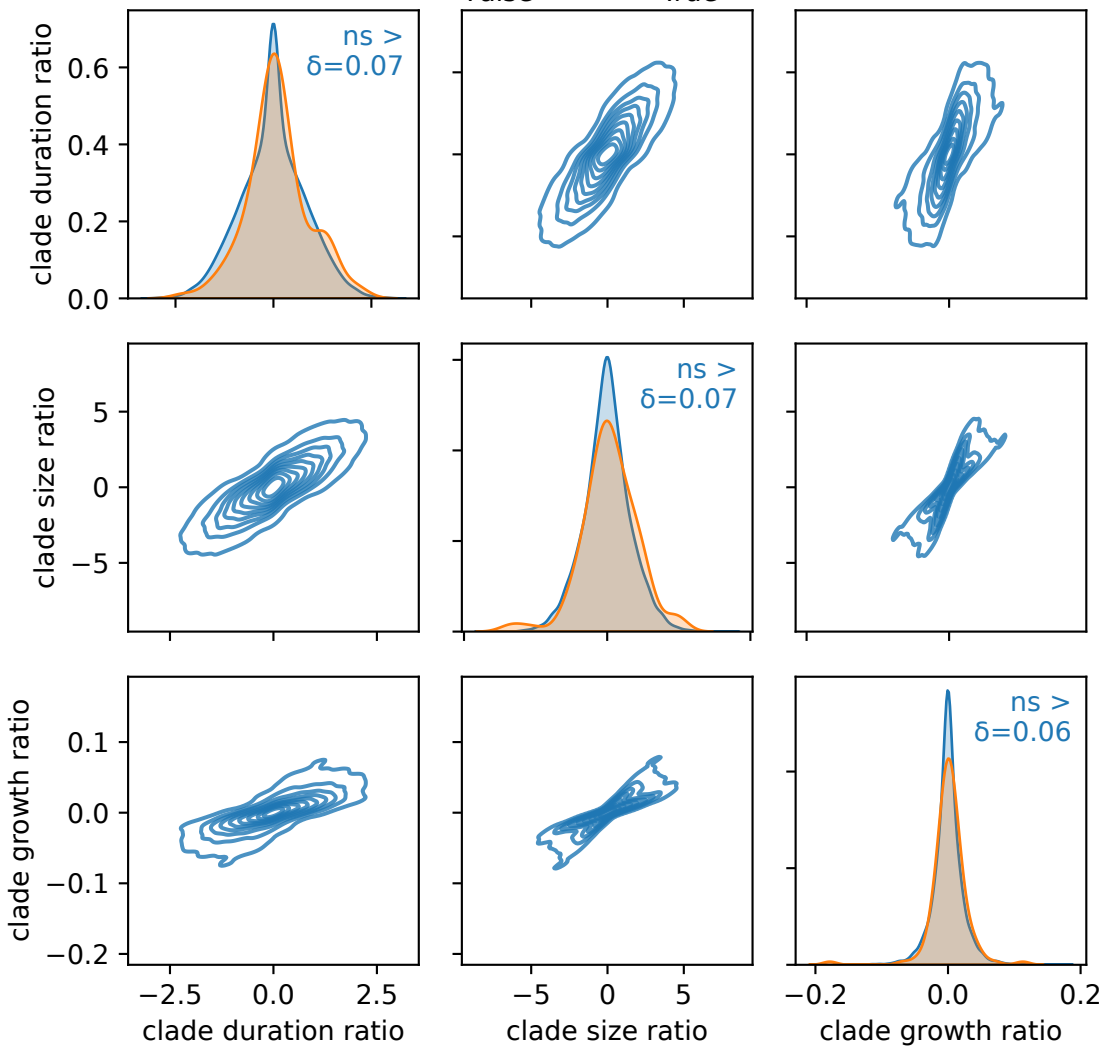 clade duration ratio
0.6
0.4
0.2
0.0
ns >
δ=0.07
clade size ratio
5
0
−5
ns >
δ=0.07
clade growth ratio
0.1
0.0
−0.1
−0.2
ns >
δ=0.06
−2.5 0.0 2.5
−5 0 5
−0.2 0.0 0.2
clade duration ratio
clade size ratio
clade growth ratio